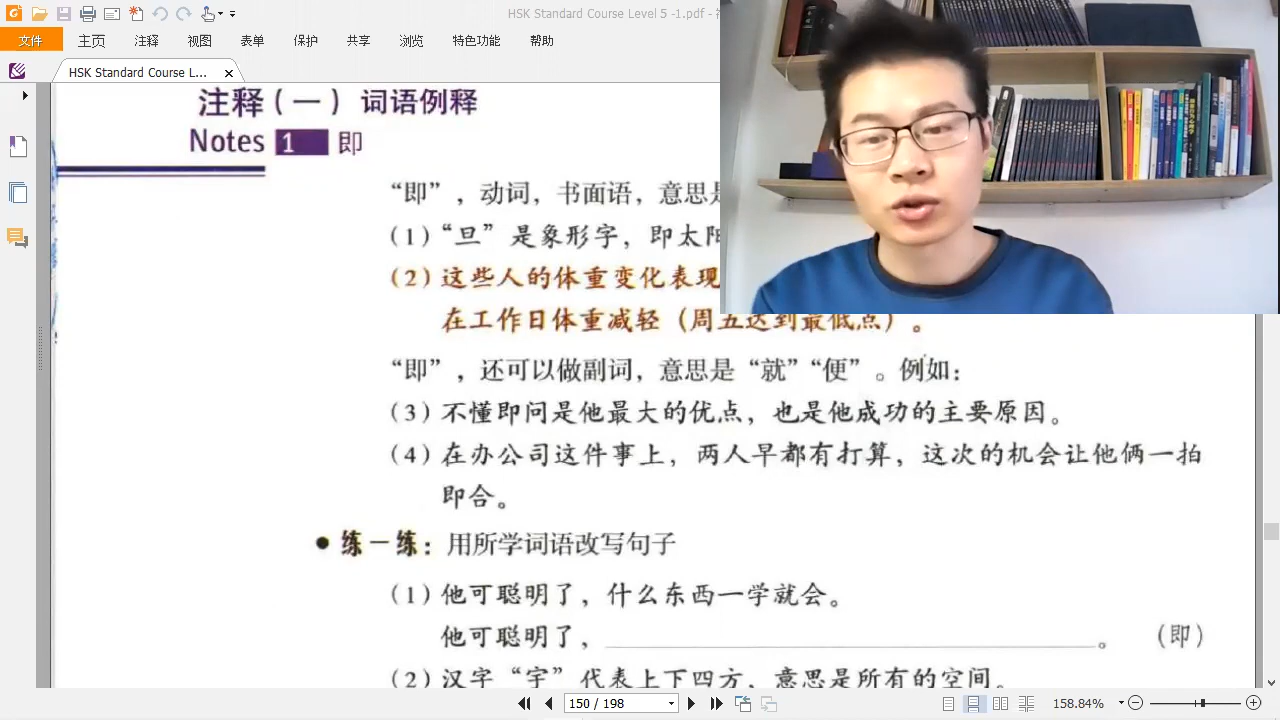 HSK Standard Course Level 5 -1.pdf -
文件 主页 注释 视图 表单 保护 共享 浏览 特色功能 帮助
HSK Standard Course L...
注释（一）词语例释
Notes 1 即
“即”，动词，书面语，意思是
（1）“旦”是象形字，即太阳
（2）这些人的体重变化表现
在工作日体重减轻（周五达到最低点）。
“即”，还可以做副词，意思是“就”“便”。例如：
（3）不懂即问是他最大的优点，也是他成功的主要原因。
（4）在办公司这件事上，两人早都有打算，这次的机会让他俩一拍
即合。
● 练一练：用所学词语改写句子
（1）他可聪明了，什么东西一学就会。
他可聪明了，____________________。（即）
（2）汉字“宇”代表上下四方，意思是所有的空间。
150 / 198
158.84%